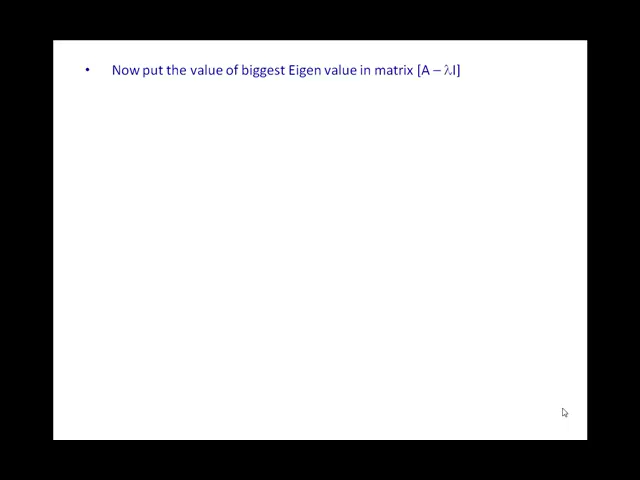 • Now put the value of biggest Eigen value in matrix [A – λI]